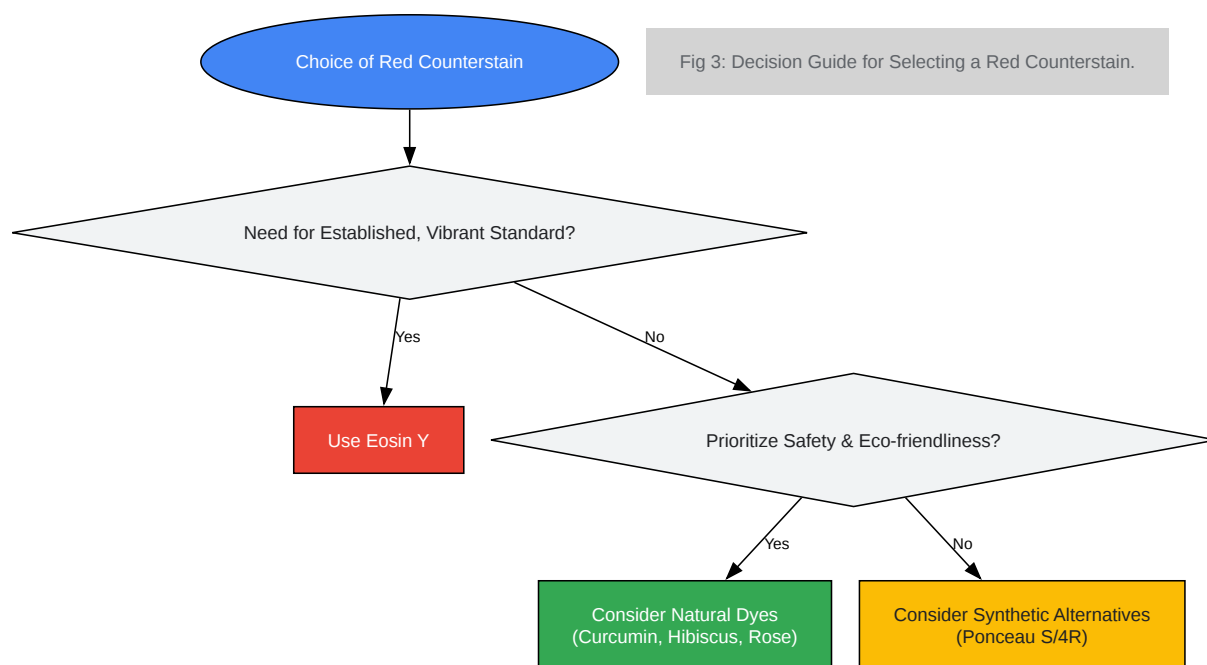 Choice of Red Counterstain
Fig 3: Decision Guide for Selecting a Red Counterstain.
Need for Established, Vibrant Standard?
Yes
No
Use Eosin Y
Prioritize Safety & Eco-friendliness?
Yes
No
Consider Natural Dyes
(Curcumin, Hibiscus, Rose)
Consider Synthetic Alternatives
(Ponceau S/4R)